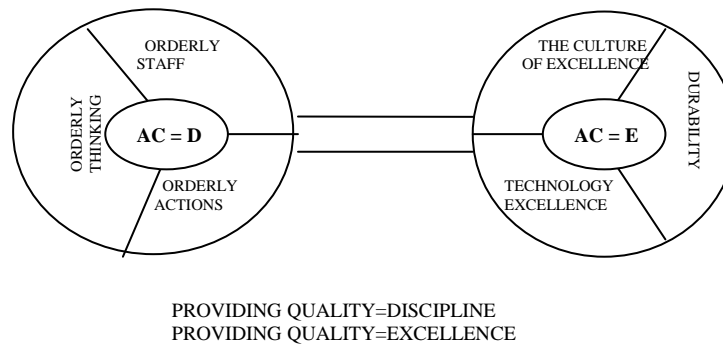 ORDERLY
STAFF
ORDERLY
THINKING
AC = D
ORDERLY
ACTIONS
THE CULTURE
OF EXCELLENCE
DURABILITY
AC = E
TECHNOLOGY
EXCELLENCE
PROVIDING QUALITY=DISCIPLINE
PROVIDING QUALITY=EXCELLENCE